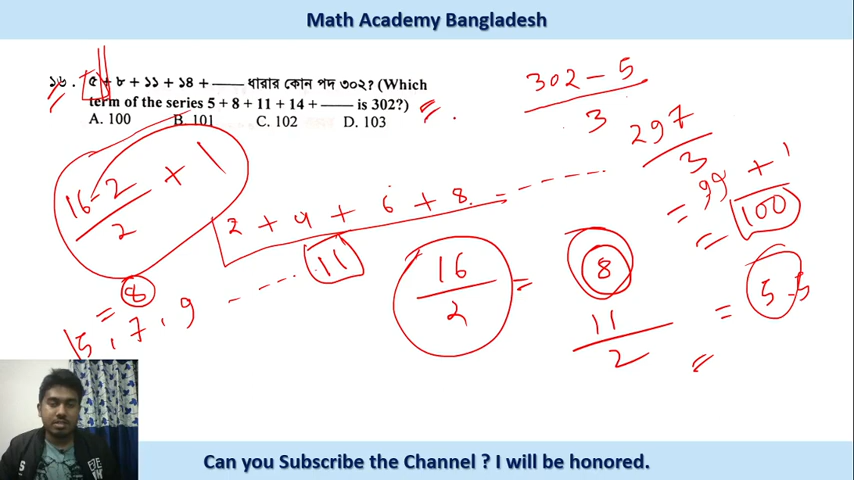 Math Academy Bangladesh
১৬. ৫ + ৮ + ১১ + ১৪ + —— ধারার কোন পদ ৩০২? (Which
term of the series 5 + 8 + 11 + 14 + —— is 302?)
A. 100 B. 101 C. 102 D. 103
302 - 5
3
297
3
= 99 + 1
= 100
16-2
2
+ 1
= 8
2 + 4 + 6 + 8 - - - -
5, 7, 9 - - - - 11
16
2
= 8
11
2
= 5.5
Can you Subscribe the Channel ? I will be honored.